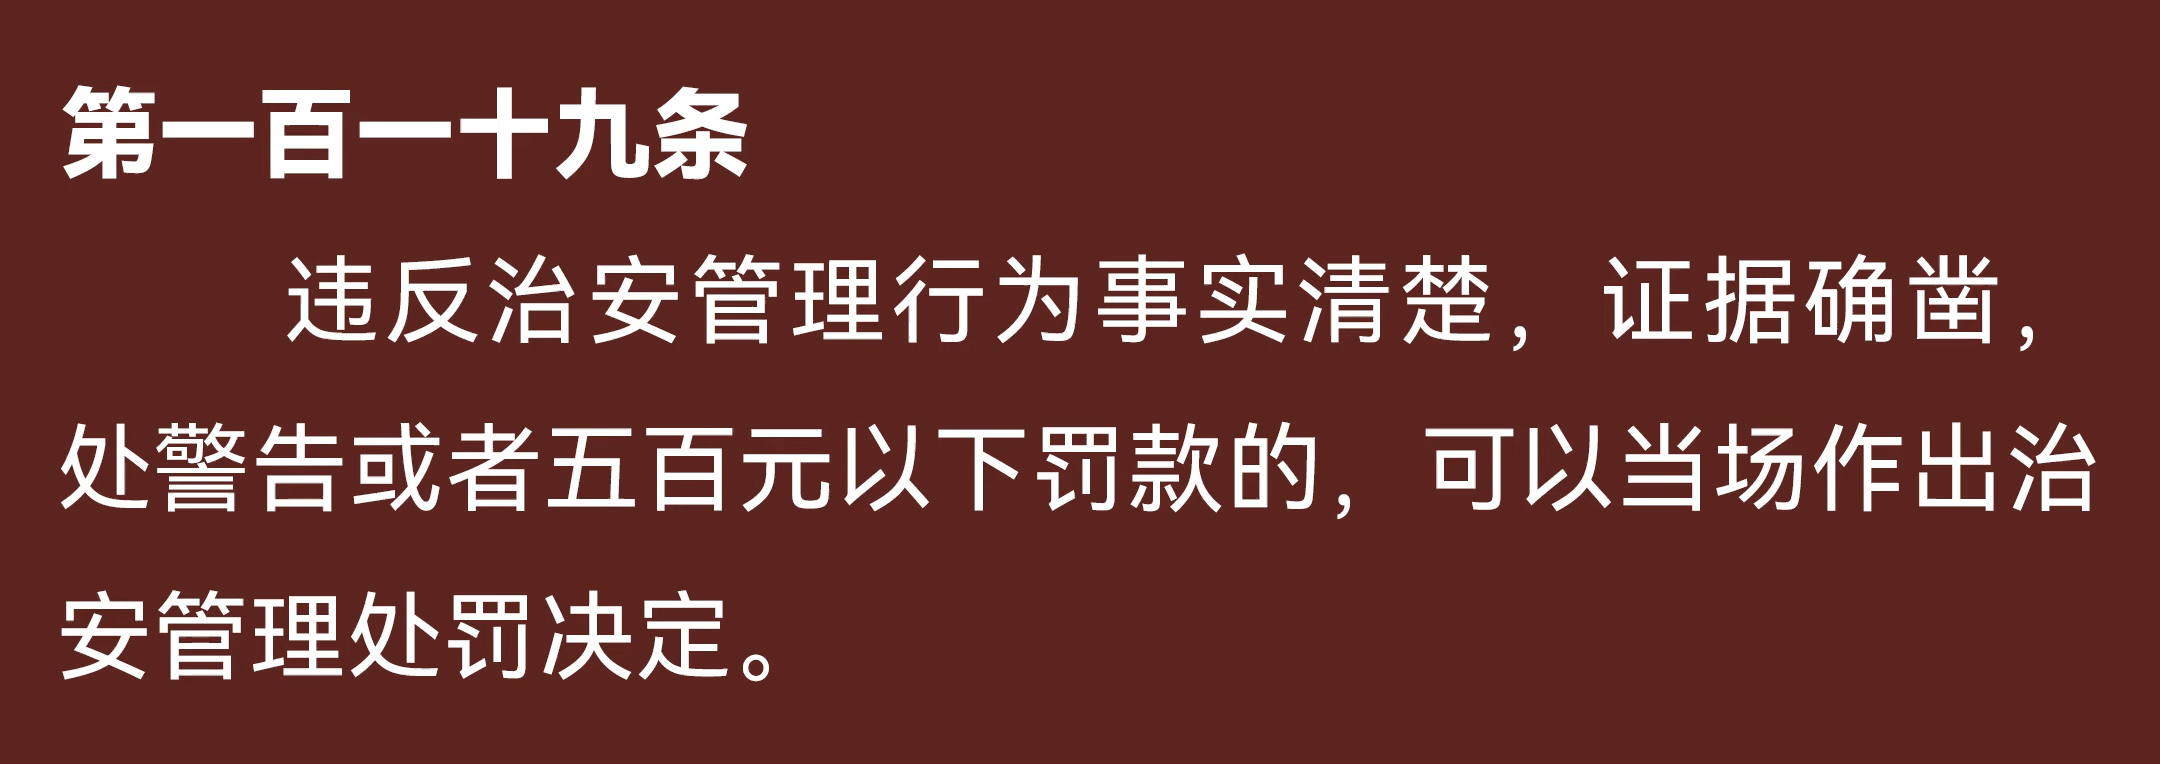 第一百一十九条
违反治安管理行为事实清楚，证据确凿，
处警告或者五百元以下罚款的，可以当场作出治
安管理处罚决定。